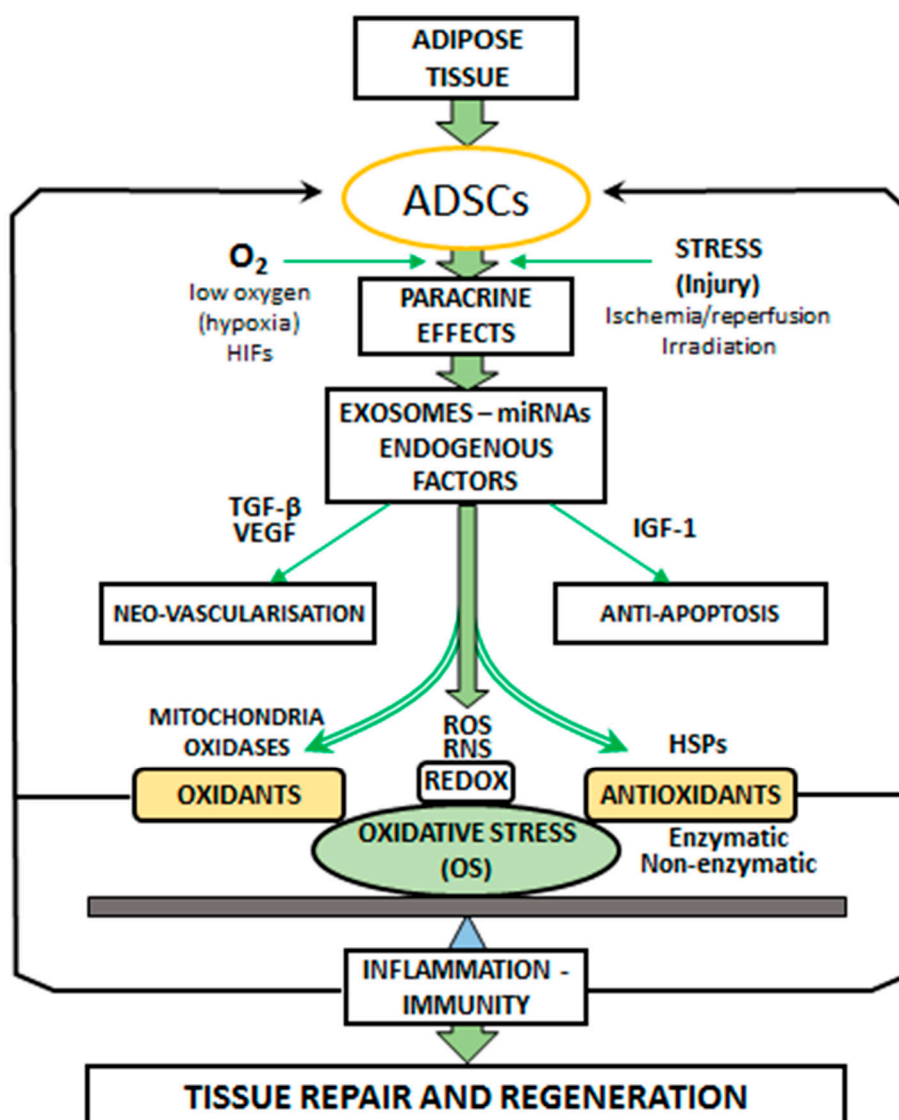 ADIPOSE
TISSUE
ADSCs
O₂
low oxygen
(hypoxia)
HIFs
STRESS
(Injury)
Ischemia/reperfusion
Irradiation
PARACRINE
EFFECTS
EXOSOMES – miRNAs
ENDOGENOUS
FACTORS
TGF-β
VEGF
IGF-1
NEO-VASCULARISATION
ANTI-APOPTOSIS
MITOCHONDRIA
OXIDASES
ROS
RNS
HSPs
OXIDANTS
REDOX
ANTIOXIDANTS
OXIDATIVE STRESS
(OS)
Enzymatic
Non-enzymatic
INFLAMMATION -
IMMUNITY
TISSUE REPAIR AND REGENERATION